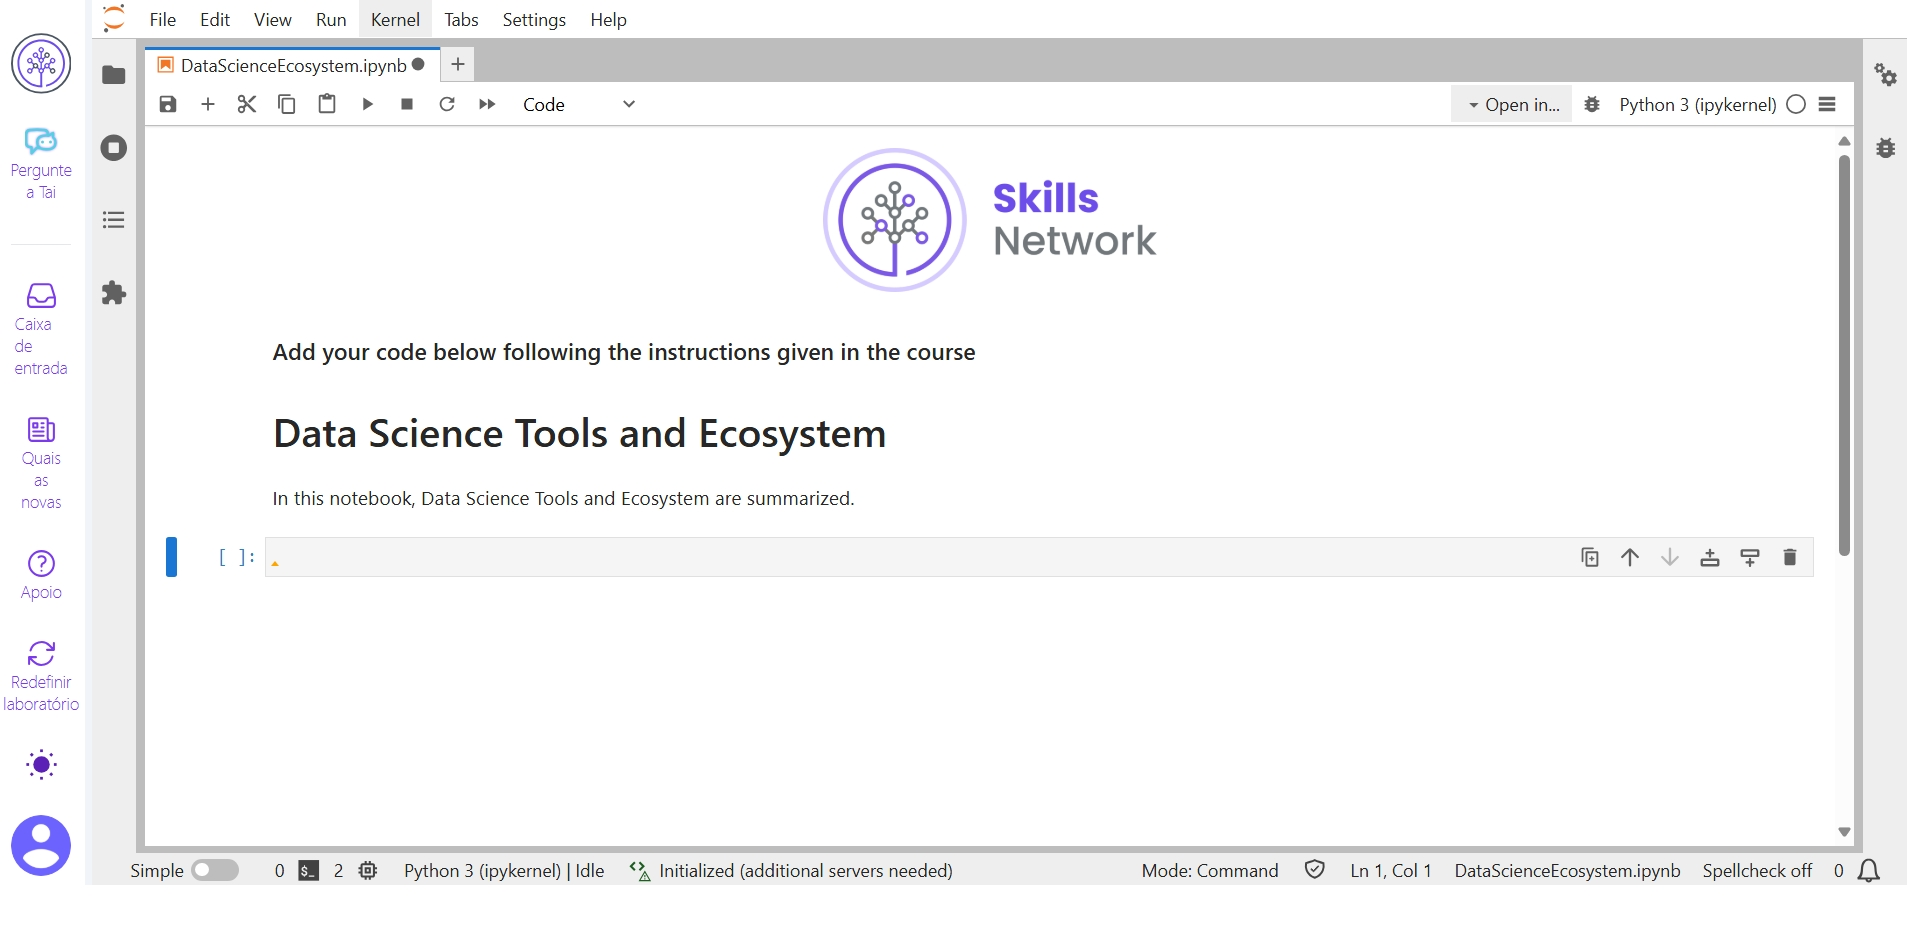 File Edit View Run Kernel Tabs Settings Help
DataScienceEcosystem.ipynb
Code
Open in...
Python 3 (ipykernel)
Pergunte
a Tai
Caixa
de
entrada
Quais
as
novas
Apoio
Redefinir
laboratório
Skills
Network
Add your code below following the instructions given in the course
Data Science Tools and Ecosystem
In this notebook, Data Science Tools and Ecosystem are summarized.
[ ]:
Simple 0 $_ 2 Python 3 (ipykernel) | Idle Initialized (additional servers needed) Mode: Command Ln 1, Col 1 DataScienceEcosystem.ipynb Spellcheck off 0